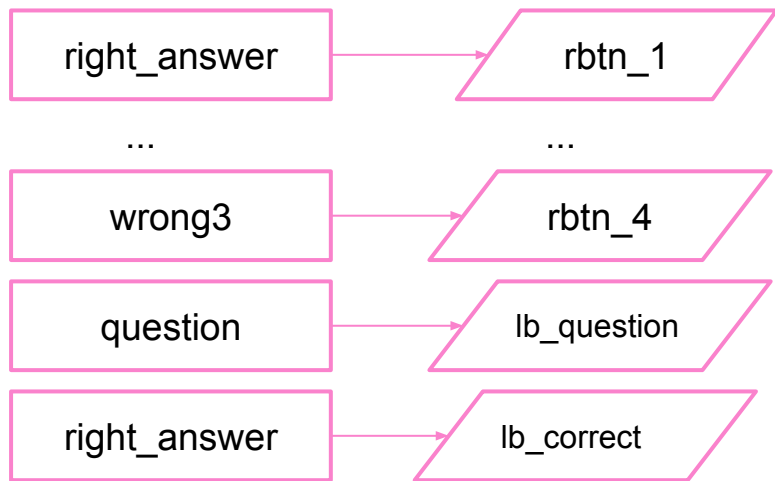 right_answer rbtn_1
... ...
wrong3 rbtn_4
question lb_question
right_answer lb_correct